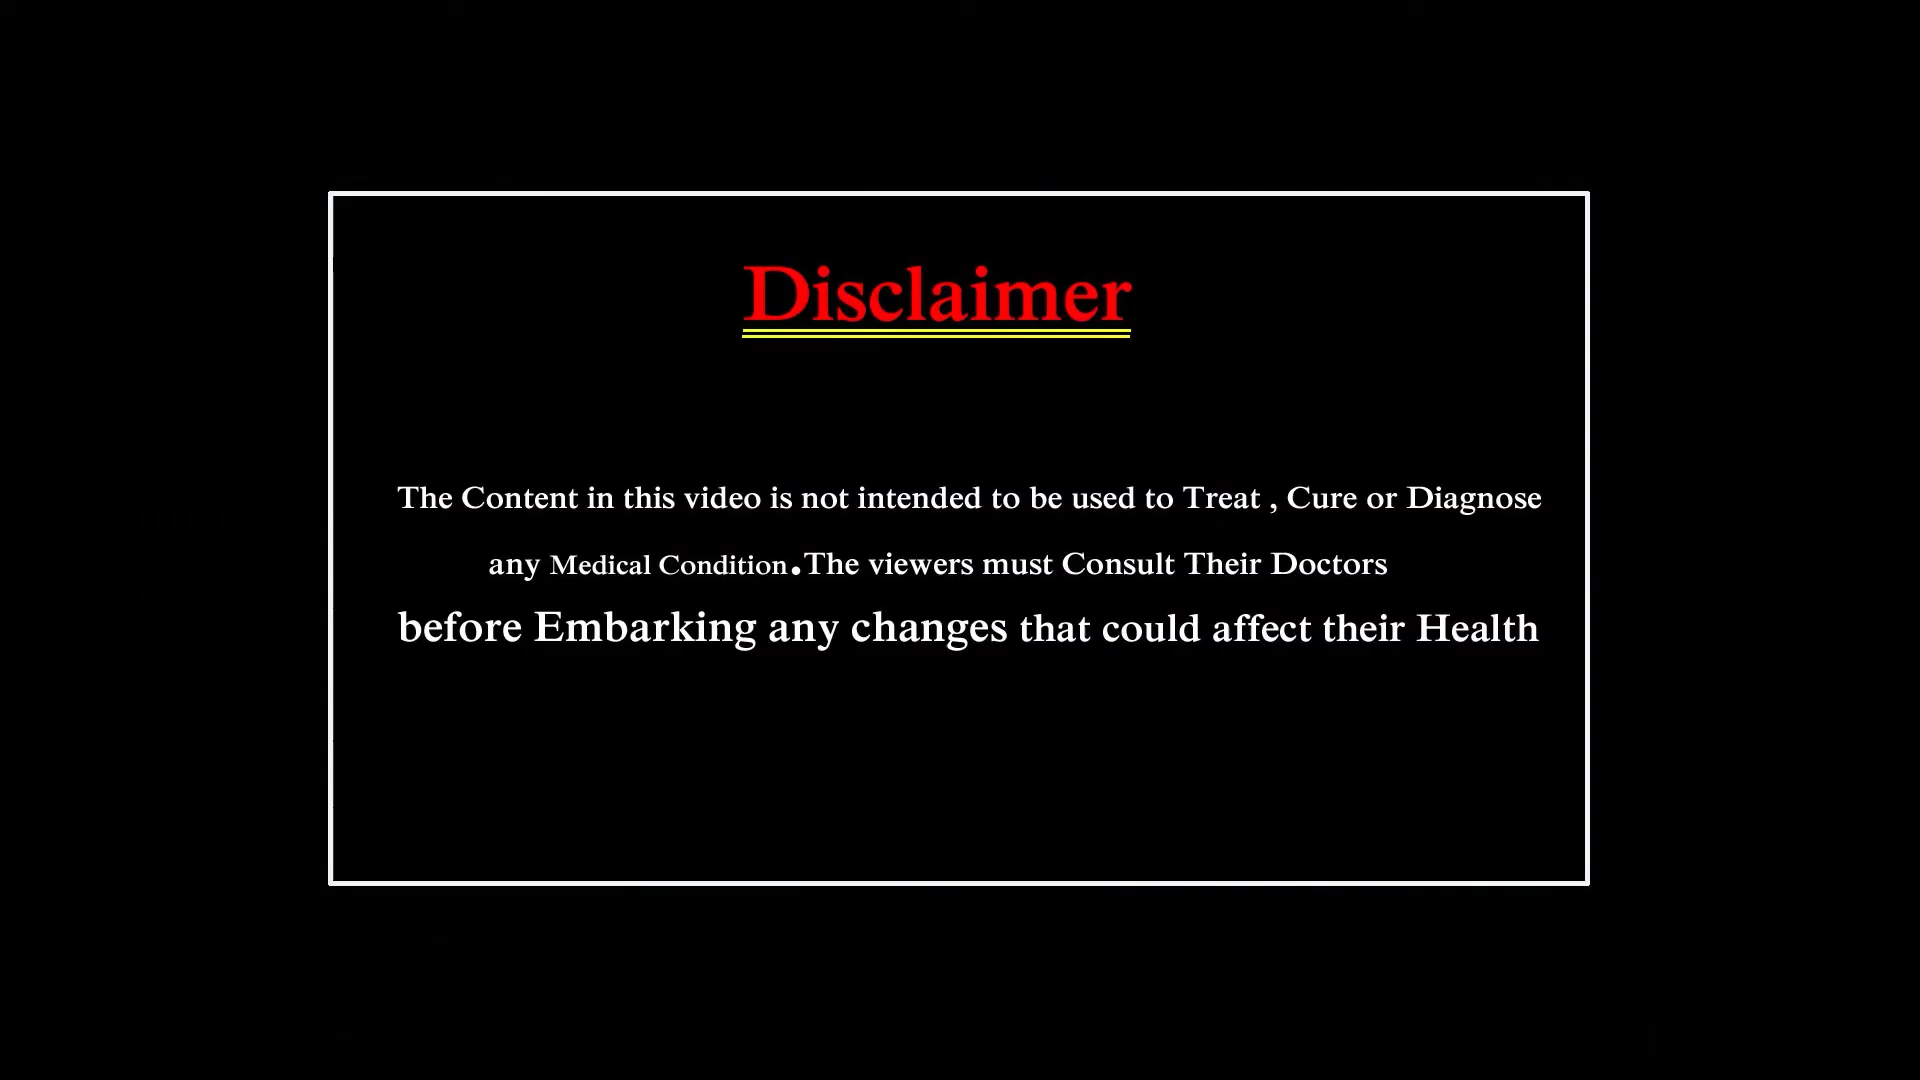 Disclaimer
The Content in this video is not intended to be used to Treat , Cure or Diagnose
any Medical Condition.The viewers must Consult Their Doctors
before Embarking any changes that could affect their Health